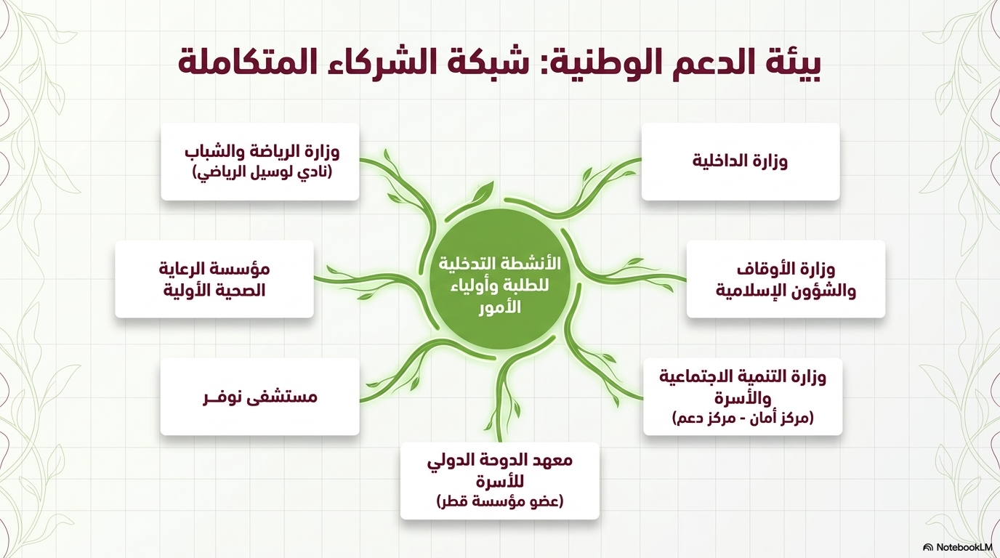 بيئة الدعم الوطنية: شبكة الشركاء المتكاملة
وزارة الداخلية
وزارة الرياضة والشباب
(نادي لوسيل الرياضي)
وزارة الأوقاف
والشؤون الإسلامية
الأنشطة التدخلية
للطلبة وأولياء
الأمور
مؤسسة الرعاية
الصحية الأولية
وزارة التنمية الاجتماعية
والأسرة
(مركز أمان - مركز دعم)
مستشفى نوفـر
معهد الدوحة الدولي
للأسرة
(عضو مؤسسة قطر)
NotebookLM